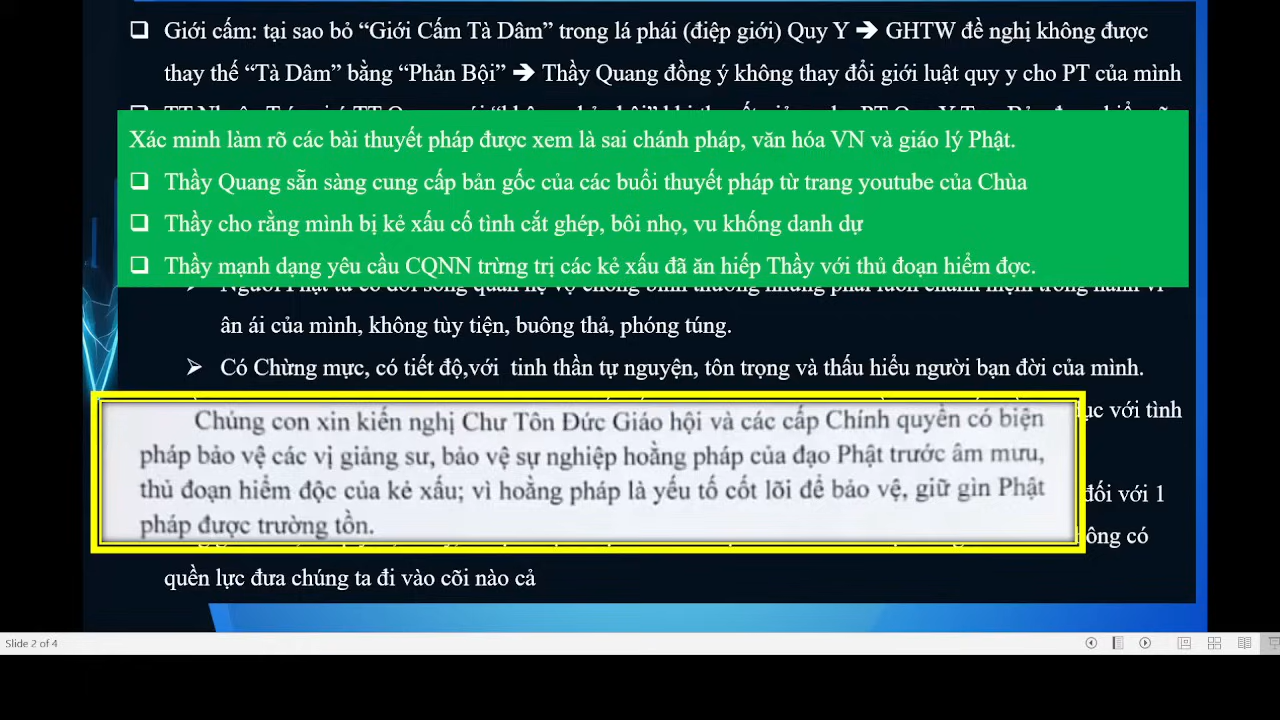 ❑ Giới cấm: tại sao bỏ “Giới Cấm Tà Dâm” trong lá phái (điệp giới) Quy Y 🡺 GHTW đề nghị không được
thay thế “Tà Dâm” bằng “Phản Bội” 🡺 Thầy Quang đồng ý không thay đổi giới luật quy y cho PT của mình
Xác minh làm rõ các bài thuyết pháp được xem là sai chánh pháp, văn hóa VN và giáo lý Phật.
❑ Thầy Quang sẵn sàng cung cấp bản gốc của các buổi thuyết pháp từ trang youtube của Chùa
❑ Thầy cho rằng mình bị kẻ xấu cố tình cắt ghép, bôi nhọ, vu khống danh dự
❑ Thầy mạnh dạng yêu cầu CQNN trừng trị các kẻ xấu đã ăn hiếp Thầy với thủ đoạn hiểm đọc.
ân ái của mình, không tùy tiện, buông thả, phóng túng.
➢ Có Chừng mực, có tiết độ,với tinh thần tự nguyện, tôn trọng và thấu hiểu người bạn đời của mình.
với tình
Chúng con xin kiến nghị Chư Tôn Đức Giáo hội và các cấp Chính quyền có biện
pháp bảo vệ các vị giảng sư, bảo vệ sự nghiệp hoằng pháp của đạo Phật trước âm mưu,
thủ đoạn hiểm độc của kẻ xấu; vì hoằng pháp là yếu tố cốt lõi để bảo vệ, giữ gìn Phật
pháp được trường tồn.
đối với 1
có
quền lực đưa chúng ta đi vào cõi nào cả
Slide 2 of 4